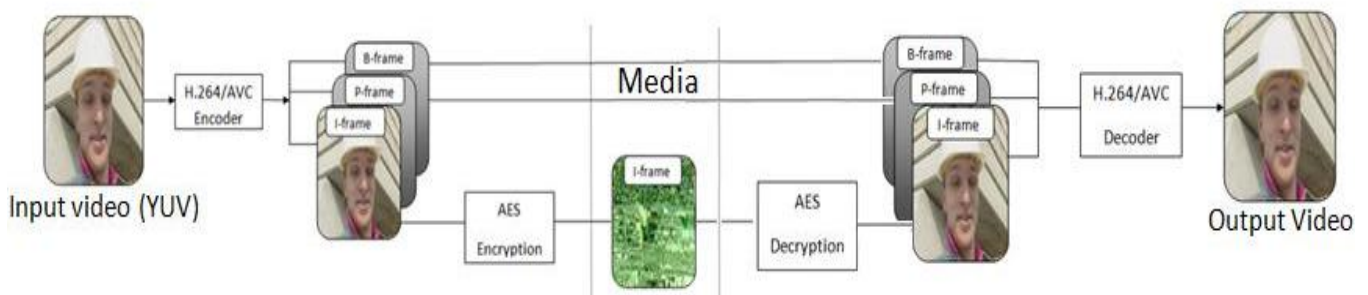 Input video (YUV)
H.264/AVC
Encoder
B-frame
P-frame
I-frame
AES
Encryption
Media
I-frame
AES
Decryption
B-frame
P-frame
I-frame
H.264/AVC
Decoder
Output Video